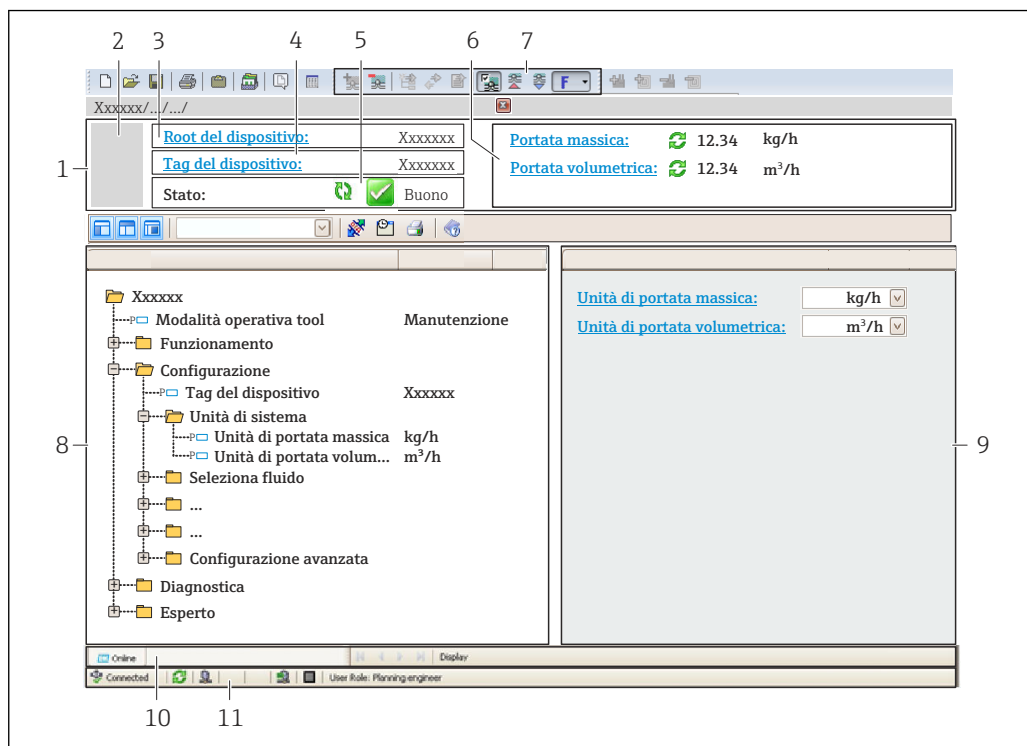 2 3 4 5 6 7
Xxxxxx/.../.../
F
1
Root del dispositivo: Xxxxxxx
Tag del dispositivo: Xxxxxxx
Stato: Buono
Portata massica: 12.34 kg/h
Portata volumetrica: 12.34 m³/h
Xxxxxx
P Modalità operativa tool Manutenzione
Funzionamento
Configurazione
P Tag del dispositivo Xxxxxx
Unità di sistema
P Unità di portata massica kg/h
P Unità di portata volum... m³/h
Seleziona fluido
...
...
Configurazione avanzata
Diagnostica
Esperto
8
Unità di portata massica: kg/h
Unità di portata volumetrica: m³/h
9
Online Display
Connected User Role: Planning engineer
10 11